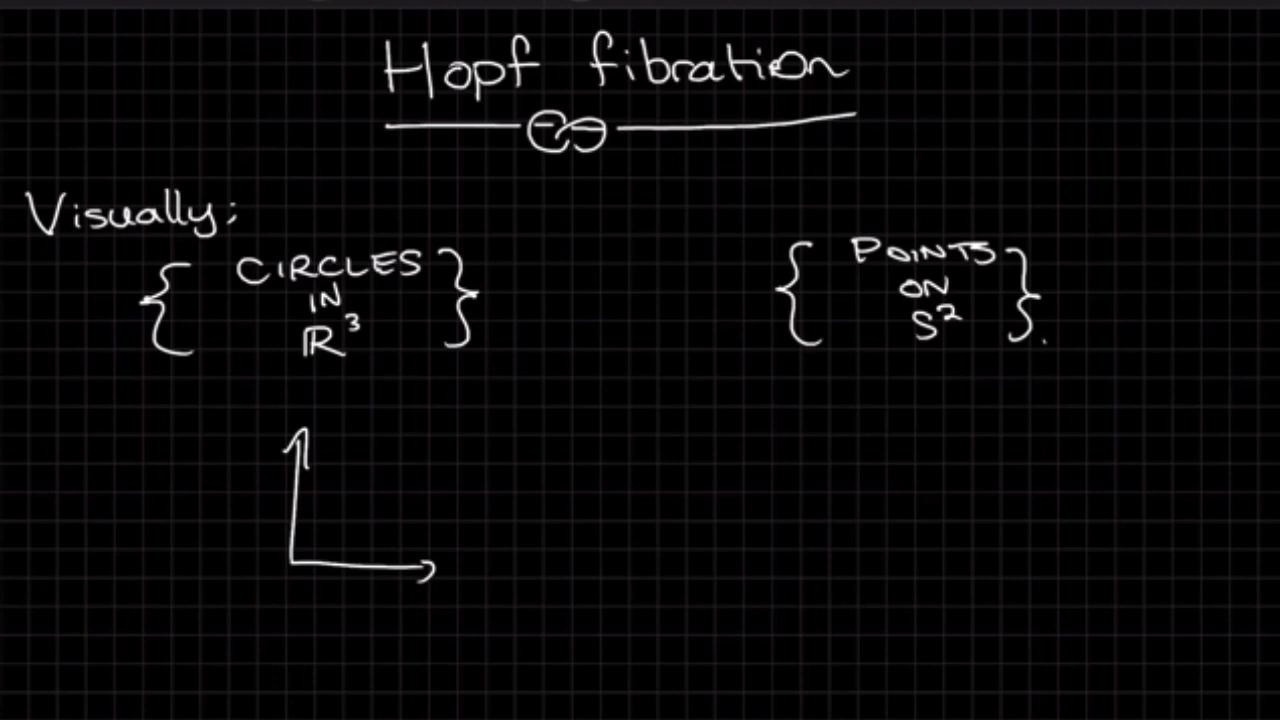 Hopf fibration
Visually;
{ CIRCLES IN ℝ³ }
{ POINTS ON S² }.